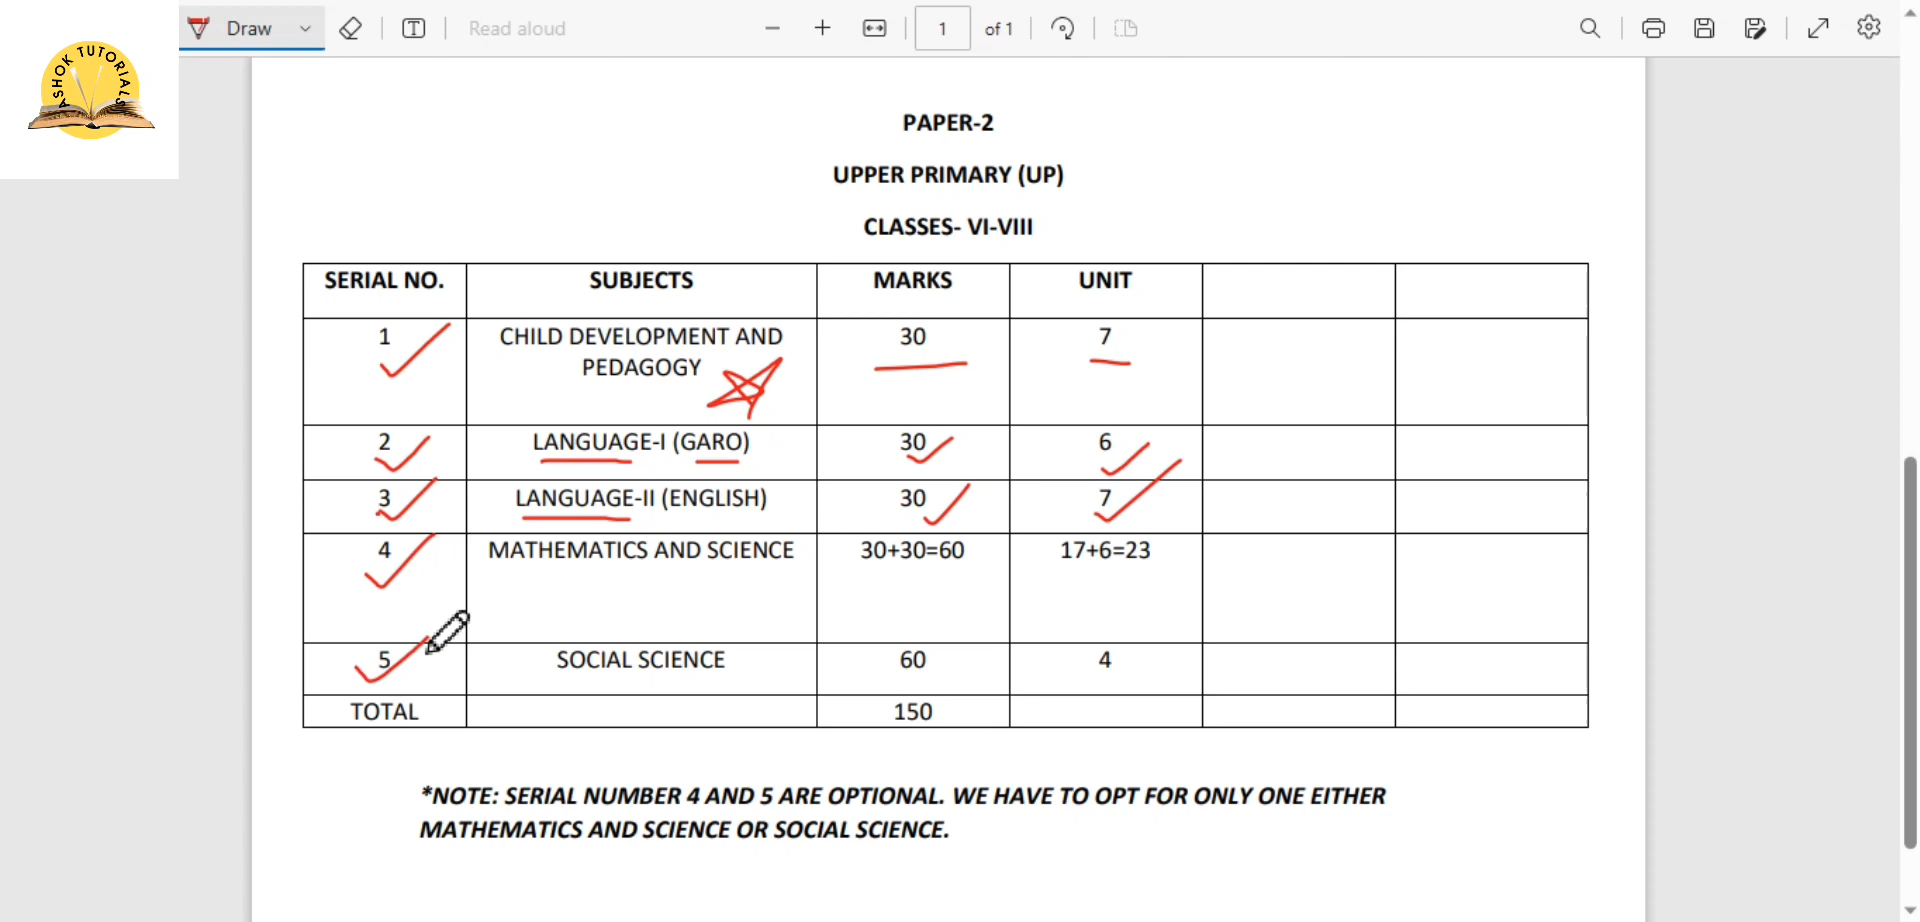 ASHOK TUTORIALS
Draw
Read aloud
1 of 1
PAPER-2
UPPER PRIMARY (UP)
CLASSES- VI-VIII
SERIAL NO. SUBJECTS MARKS UNIT
1 CHILD DEVELOPMENT AND 30 7
PEDAGOGY
2 LANGUAGE-I (GARO) 30 6
3 LANGUAGE-II (ENGLISH) 30 7
4 MATHEMATICS AND SCIENCE 30+30=60 17+6=23
5 SOCIAL SCIENCE 60 4
TOTAL 150
*NOTE: SERIAL NUMBER 4 AND 5 ARE OPTIONAL. WE HAVE TO OPT FOR ONLY ONE EITHER
MATHEMATICS AND SCIENCE OR SOCIAL SCIENCE.